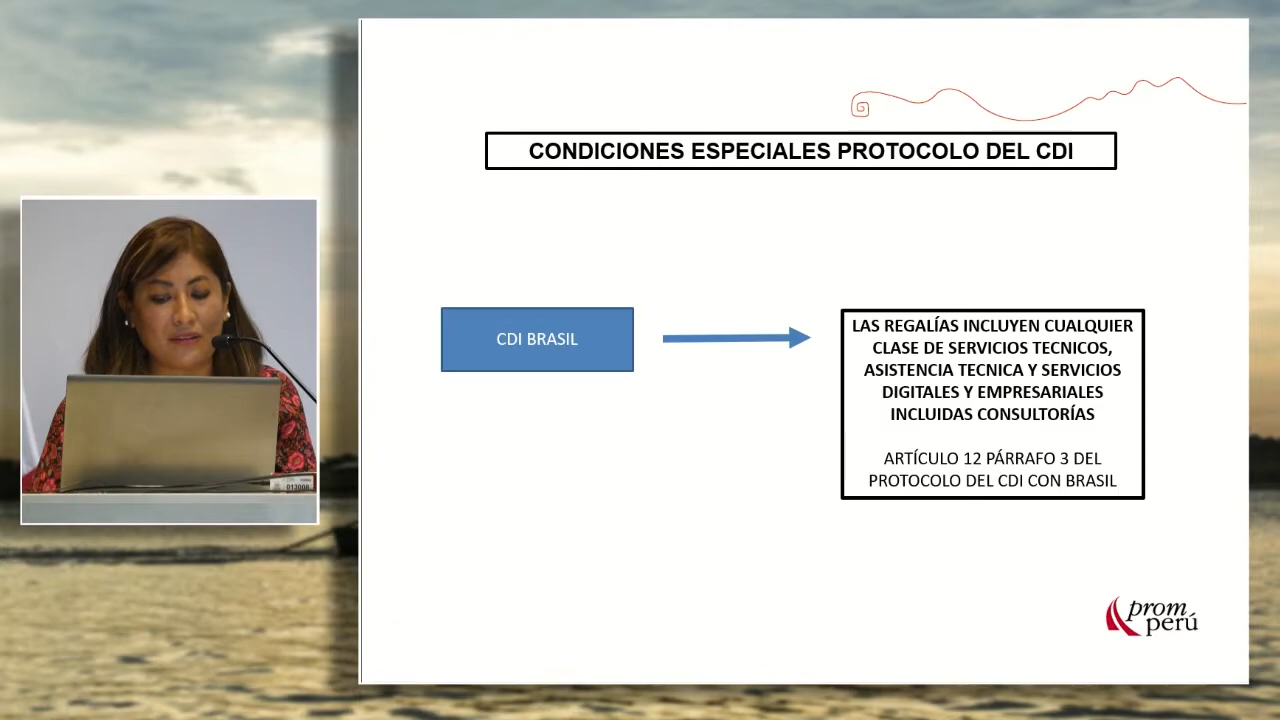 CONDICIONES ESPECIALES PROTOCOLO DEL CDI
CDI BRASIL
LAS REGALÍAS INCLUYEN CUALQUIER
CLASE DE SERVICIOS TECNICOS,
ASISTENCIA TECNICA Y SERVICIOS
DIGITALES Y EMPRESARIALES
INCLUIDAS CONSULTORÍAS
ARTÍCULO 12 PÁRRAFO 3 DEL
PROTOCOLO DEL CDI CON BRASIL
prom
perú
013008